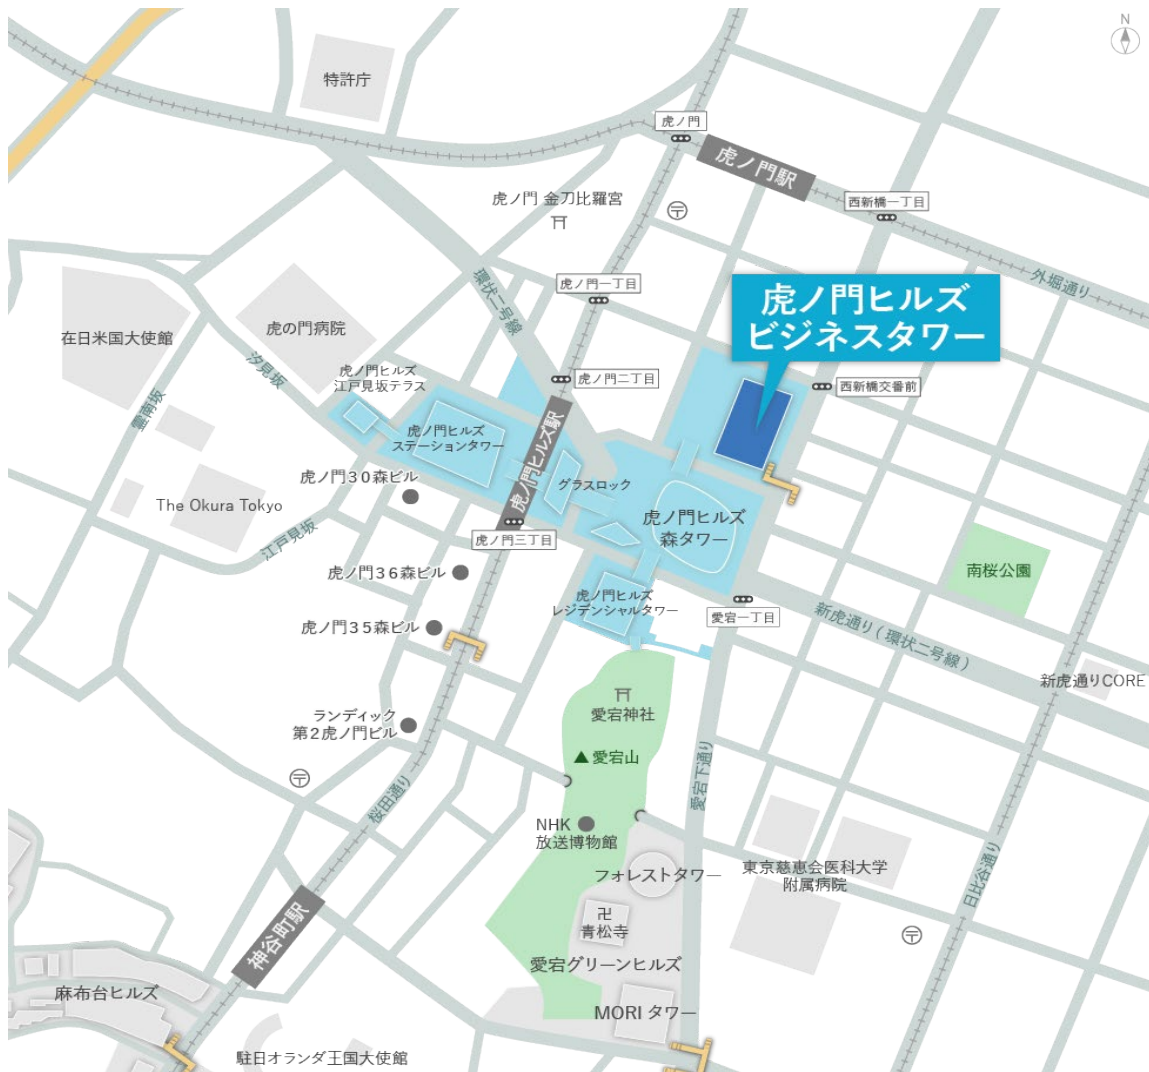 N
特許庁
虎ノ門
虎ノ門駅
虎ノ門 金刀比羅宮
西新橋一丁目
外堀通り
環状二号線
虎ノ門一丁目
虎ノ門ヒルズ
ビジネスタワー
在日米国大使館
虎の門病院
汐見坂
虎ノ門ヒルズ
江戸見坂テラス
虎ノ門二丁目
西新橋交番前
霊南坂
虎ノ門ヒルズ
ステーションタワー
虎ノ門ヒルズ駅
虎ノ門30森ビル
グラスロック
The Okura Tokyo
江戸見坂
虎ノ門三丁目
虎ノ門ヒルズ
森タワー
虎ノ門36森ビル
南桜公園
虎ノ門ヒルズ
レジデンシャルタワー
愛宕一丁目
新虎通り(環状二号線)
虎ノ門35森ビル
新虎通りCORE
愛宕神社
ランディック
第2虎ノ門ビル
愛宕山
愛宕下通り
桜田通り
NHK
放送博物館
フォレストタワー
東京慈恵会医科大学
附属病院
日比谷通り
卍
青松寺
神谷町駅
愛宕グリーンヒルズ
麻布台ヒルズ
MORI タワー
駐日オランダ王国大使館